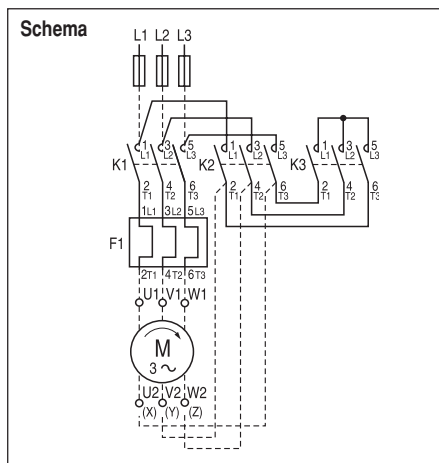 Schema
L1 L2 L3
K1 1 L1 3 L2 5 L3 K2 1 L1 3 L2 5 L3 K3 1 L1 3 L2 5 L3
2 T1 4 T2 6 T3 2 T1 4 T2 6 T3 2 T1 4 T2 6 T3
1L1 3L2 5L3
F1
2T1 4T2 6T3
U1 V1 W1
M
3 ~
U2 V2 W2
(X) (Y) (Z)